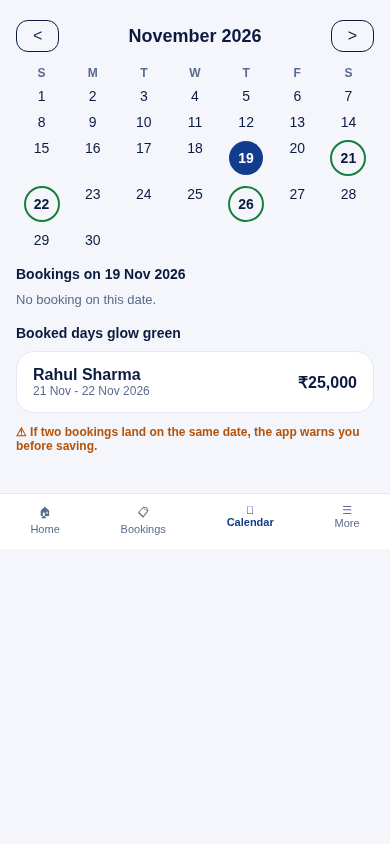 < November 2026 >
S M T W T F S
1 2 3 4 5 6 7
8 9 10 11 12 13 14
15 16 17 18 19 20 21
22 23 24 25 26 27 28
29 30
Bookings on 19 Nov 2026
No booking on this date.
Booked days glow green
Rahul Sharma
21 Nov - 22 Nov 2026
₹25,000
⚠ If two bookings land on the same date, the app warns you
before saving.
Home Bookings Calendar More